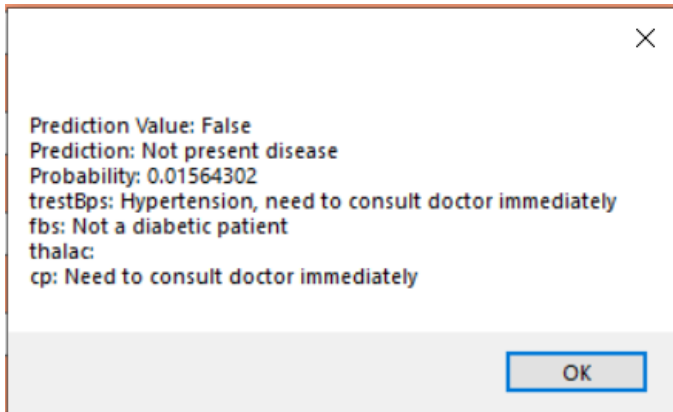 Prediction Value: False
Prediction: Not present disease
Probability: 0.01564302
trestBps: Hypertension, need to consult doctor immediately
fbs: Not a diabetic patient
thalac:
cp: Need to consult doctor immediately
OK